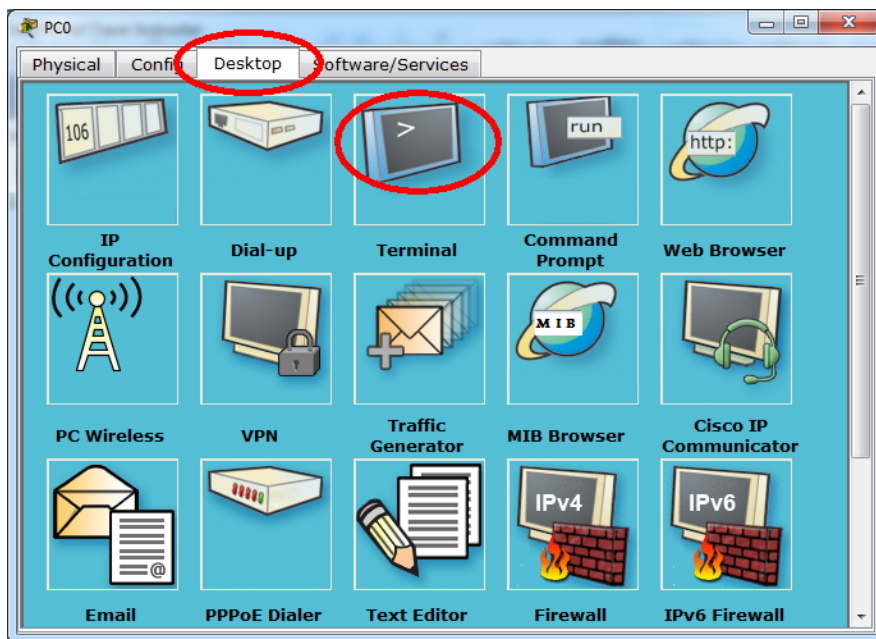 PC0
Physical Config Desktop Software/Services
106
>
run
http:
IP
Configuration
Dial-up
Terminal
Command
Prompt
Web Browser
MIB
PC Wireless
VPN
Traffic
Generator
MIB Browser
Cisco IP
Communicator
@
IPv4
IPv6
Email
PPPoE Dialer
Text Editor
Firewall
IPv6 Firewall